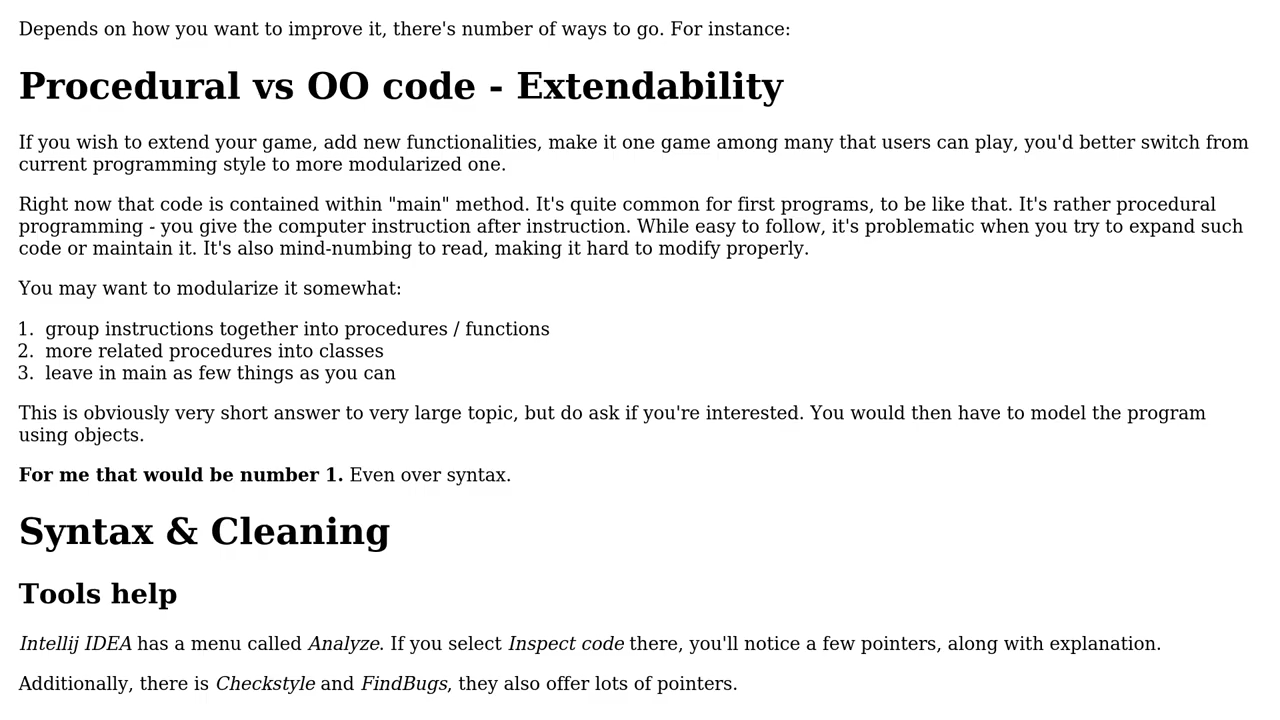 Depends on how you want to improve it, there's number of ways to go. For instance:
Procedural vs OO code - Extendability
If you wish to extend your game, add new functionalities, make it one game among many that users can play, you'd better switch from
current programming style to more modularized one.
Right now that code is contained within "main" method. It's quite common for first programs, to be like that. It's rather procedural
programming - you give the computer instruction after instruction. While easy to follow, it's problematic when you try to expand such
code or maintain it. It's also mind-numbing to read, making it hard to modify properly.
You may want to modularize it somewhat:
1. group instructions together into procedures / functions
2. more related procedures into classes
3. leave in main as few things as you can
This is obviously very short answer to very large topic, but do ask if you're interested. You would then have to model the program
using objects.
For me that would be number 1. Even over syntax.
Syntax & Cleaning
Tools help
Intellij IDEA has a menu called Analyze. If you select Inspect code there, you'll notice a few pointers, along with explanation.
Additionally, there is Checkstyle and FindBugs, they also offer lots of pointers.